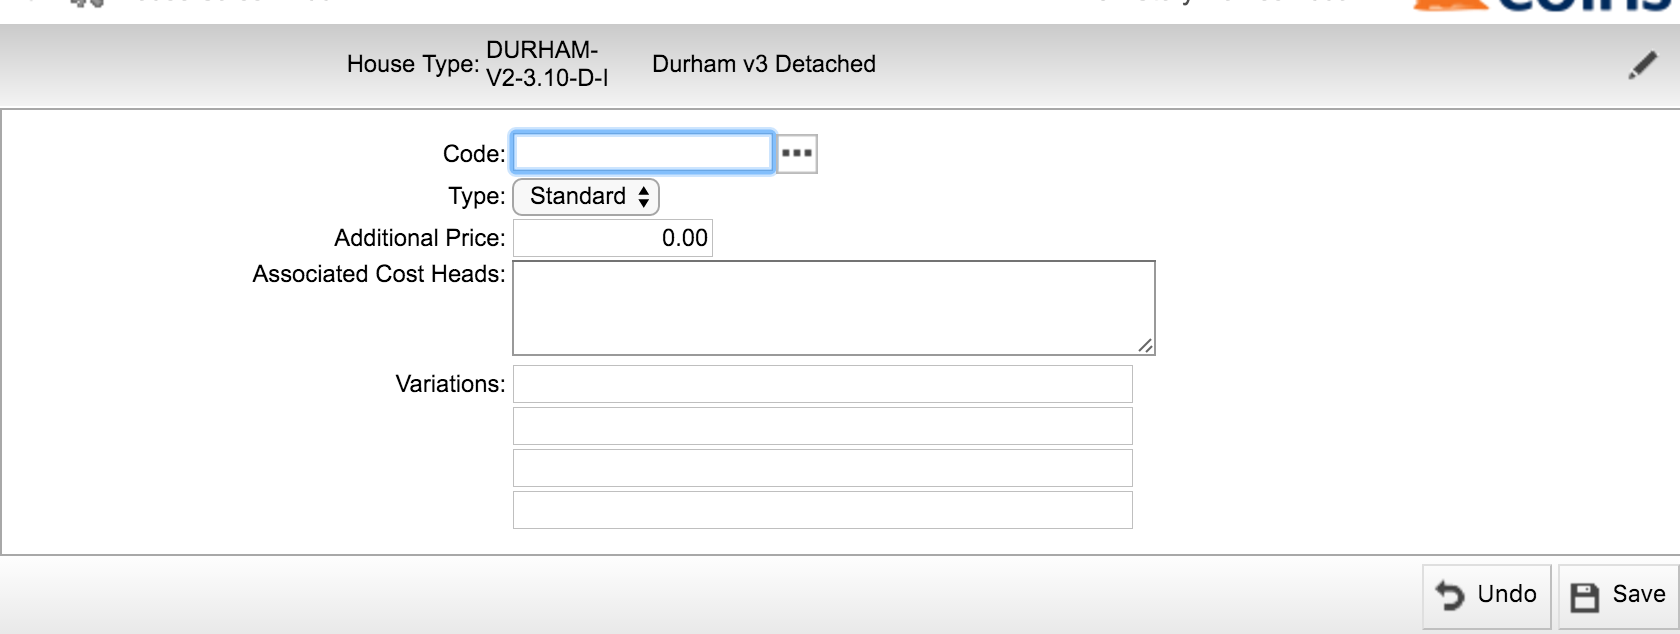 House Type: DURHAM-
V2-3.10-D-I
Durham v3 Detached
Code:
Type: Standard
Additional Price: 0.00
Associated Cost Heads:
Variations:
Undo Save